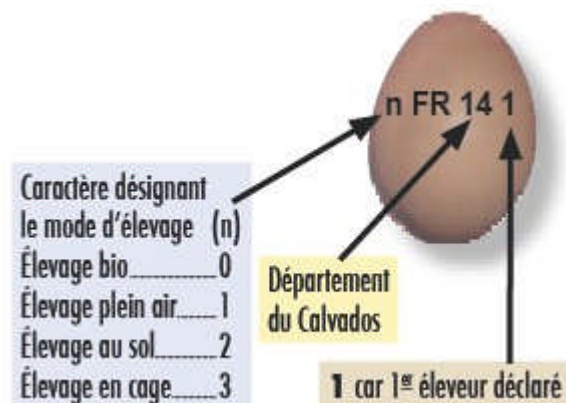 n FR 14 1
Caractère désignant
le mode d'élevage (n)
Élevage bio............0
Élevage plein air......1
Élevage au sol.......2
Élevage en cage.....3
Département
du Calvados
1 car 1er éleveur déclaré